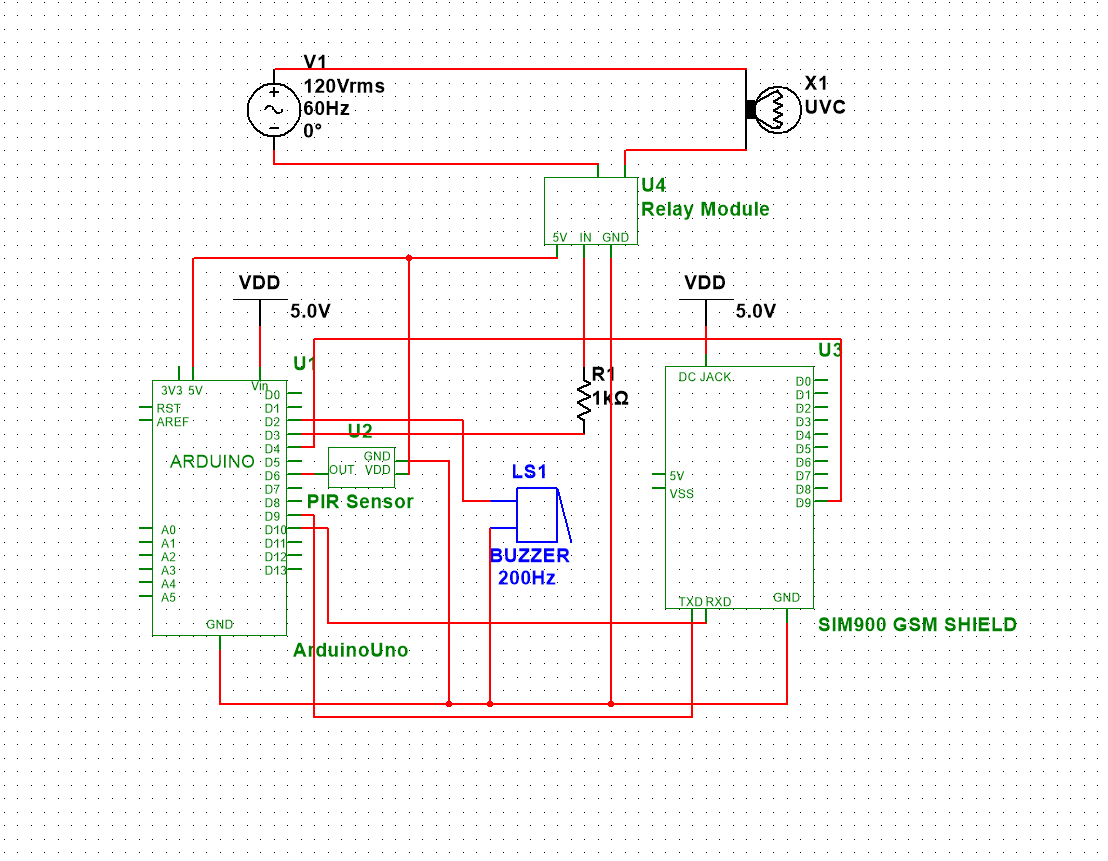 V1
120Vrms
60Hz
0°
X1
UVC
U4
Relay Module
5V IN GND
VDD
5.0V
VDD
5.0V
U1
3V3 5V Vin
RST
AREF
ARDUINO
D0
D1
D2
D3
D4
D5
D6
D7
D8
D9
D10
D11
D12
D13
A0
A1
A2
A3
A4
A5
GND
ArduinoUno
U2
GND
OUT VDD
PIR Sensor
R1
1kΩ
LS1
BUZZER
200Hz
U3
DC JACK
D0
D1
D2
D3
D4
D5
D6
D7
D8
D9
5V
VSS
TXD RXD GND
SIM900 GSM SHIELD